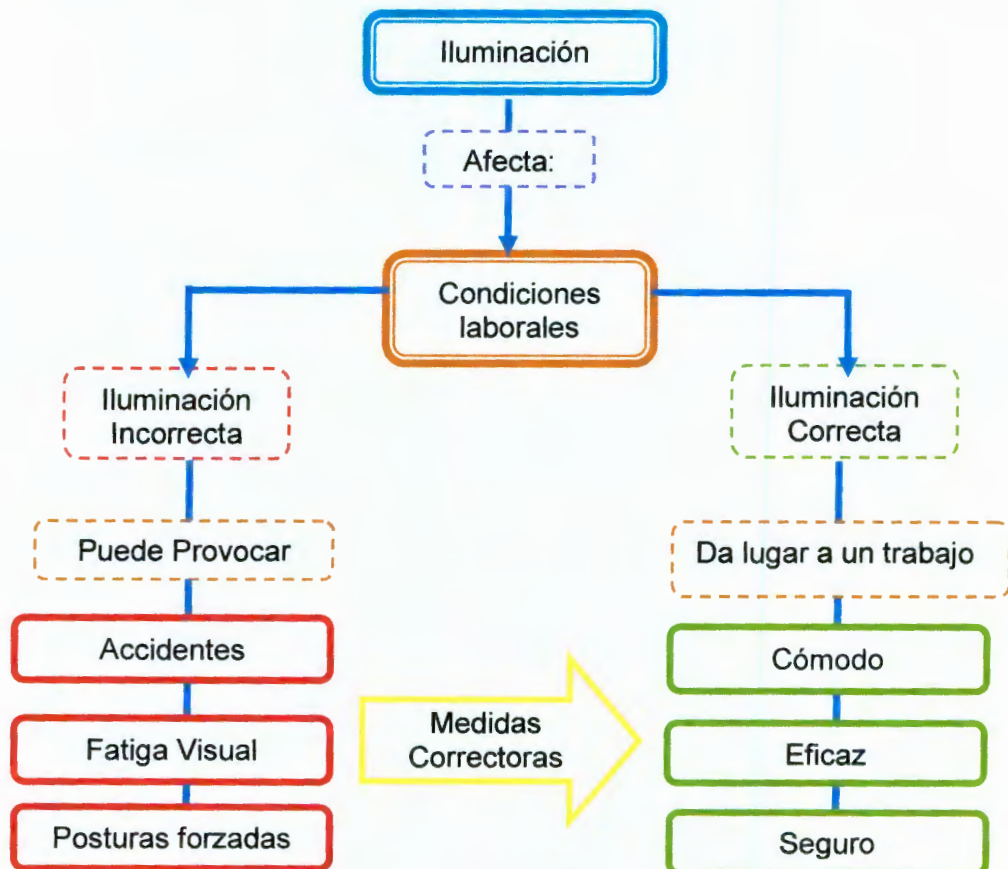 Iluminación
Afecta:
Condiciones
laborales
Iluminación
Incorrecta
Iluminación
Correcta
Puede Provocar
Da lugar a un trabajo
Accidentes
Cómodo
Medidas
Correctoras
Fatiga Visual
Eficaz
Posturas forzadas
Seguro